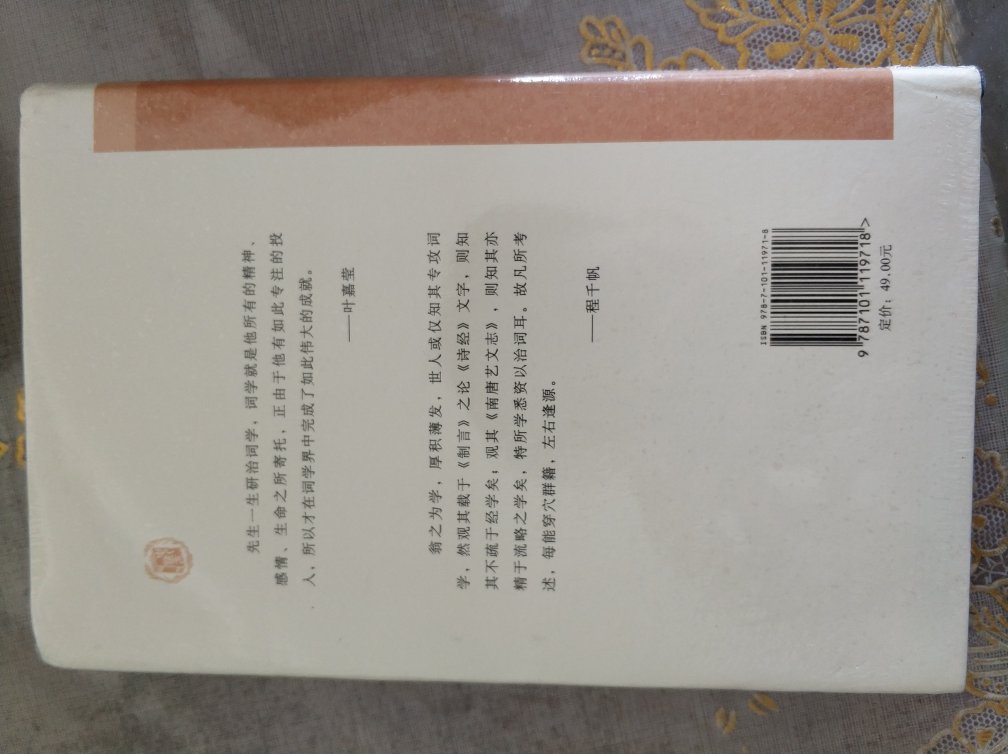 先生一生研治词学，词学就是他所有的精神、
感情、生命之所寄托，正由于他有如此专注的投
人，所以才在词学界中完成了如此伟大的成就。
——叶嘉莹
翁之为学，厚积薄发，世人或仅知其专攻词
学，然观其载于《制言》之论《诗经》文字，则知
其不疏于经学矣；观其《南唐艺文志》，则知其亦
精于流略之学矣，特所学悉资以治词耳。故凡所考
述，每能穿穴群籍，左右逢源。
——程千帆
ISBN 978-7-101-11971-8
9 787101 119718 >
定价：49.00元